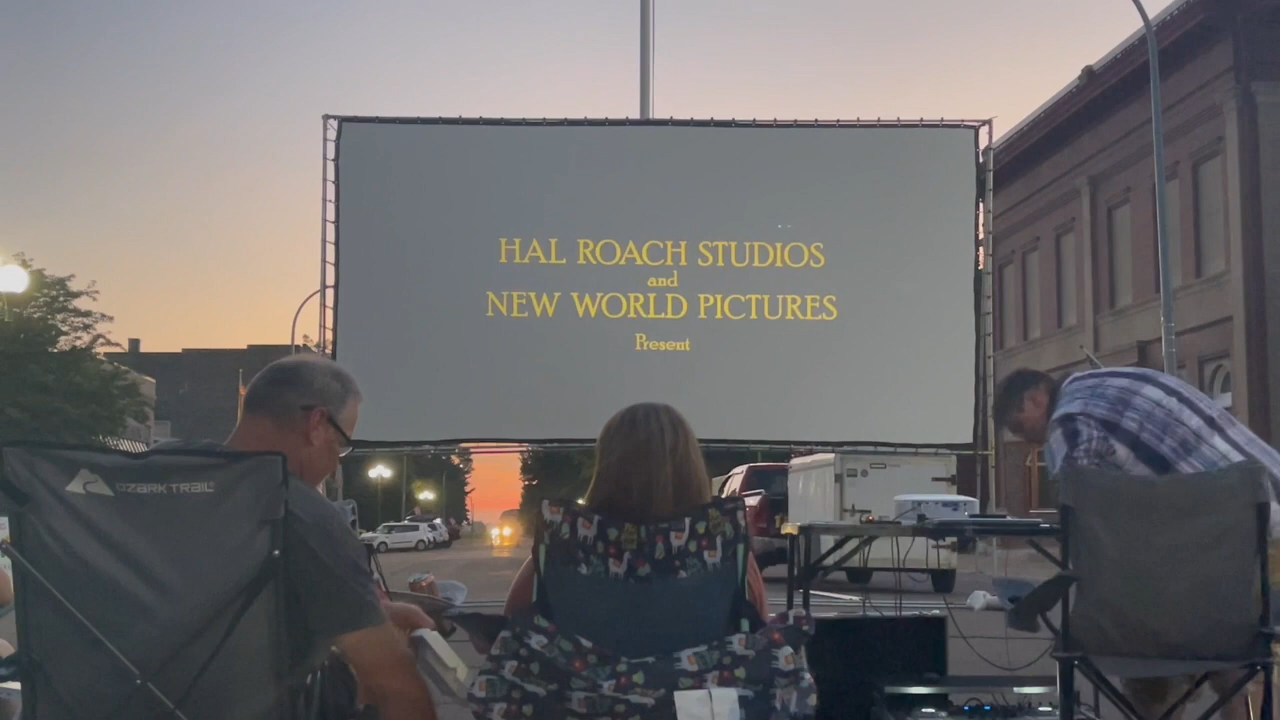 HAL ROACH STUDIOS
and
NEW WORLD PICTURES
Present
OZARK TRAIL